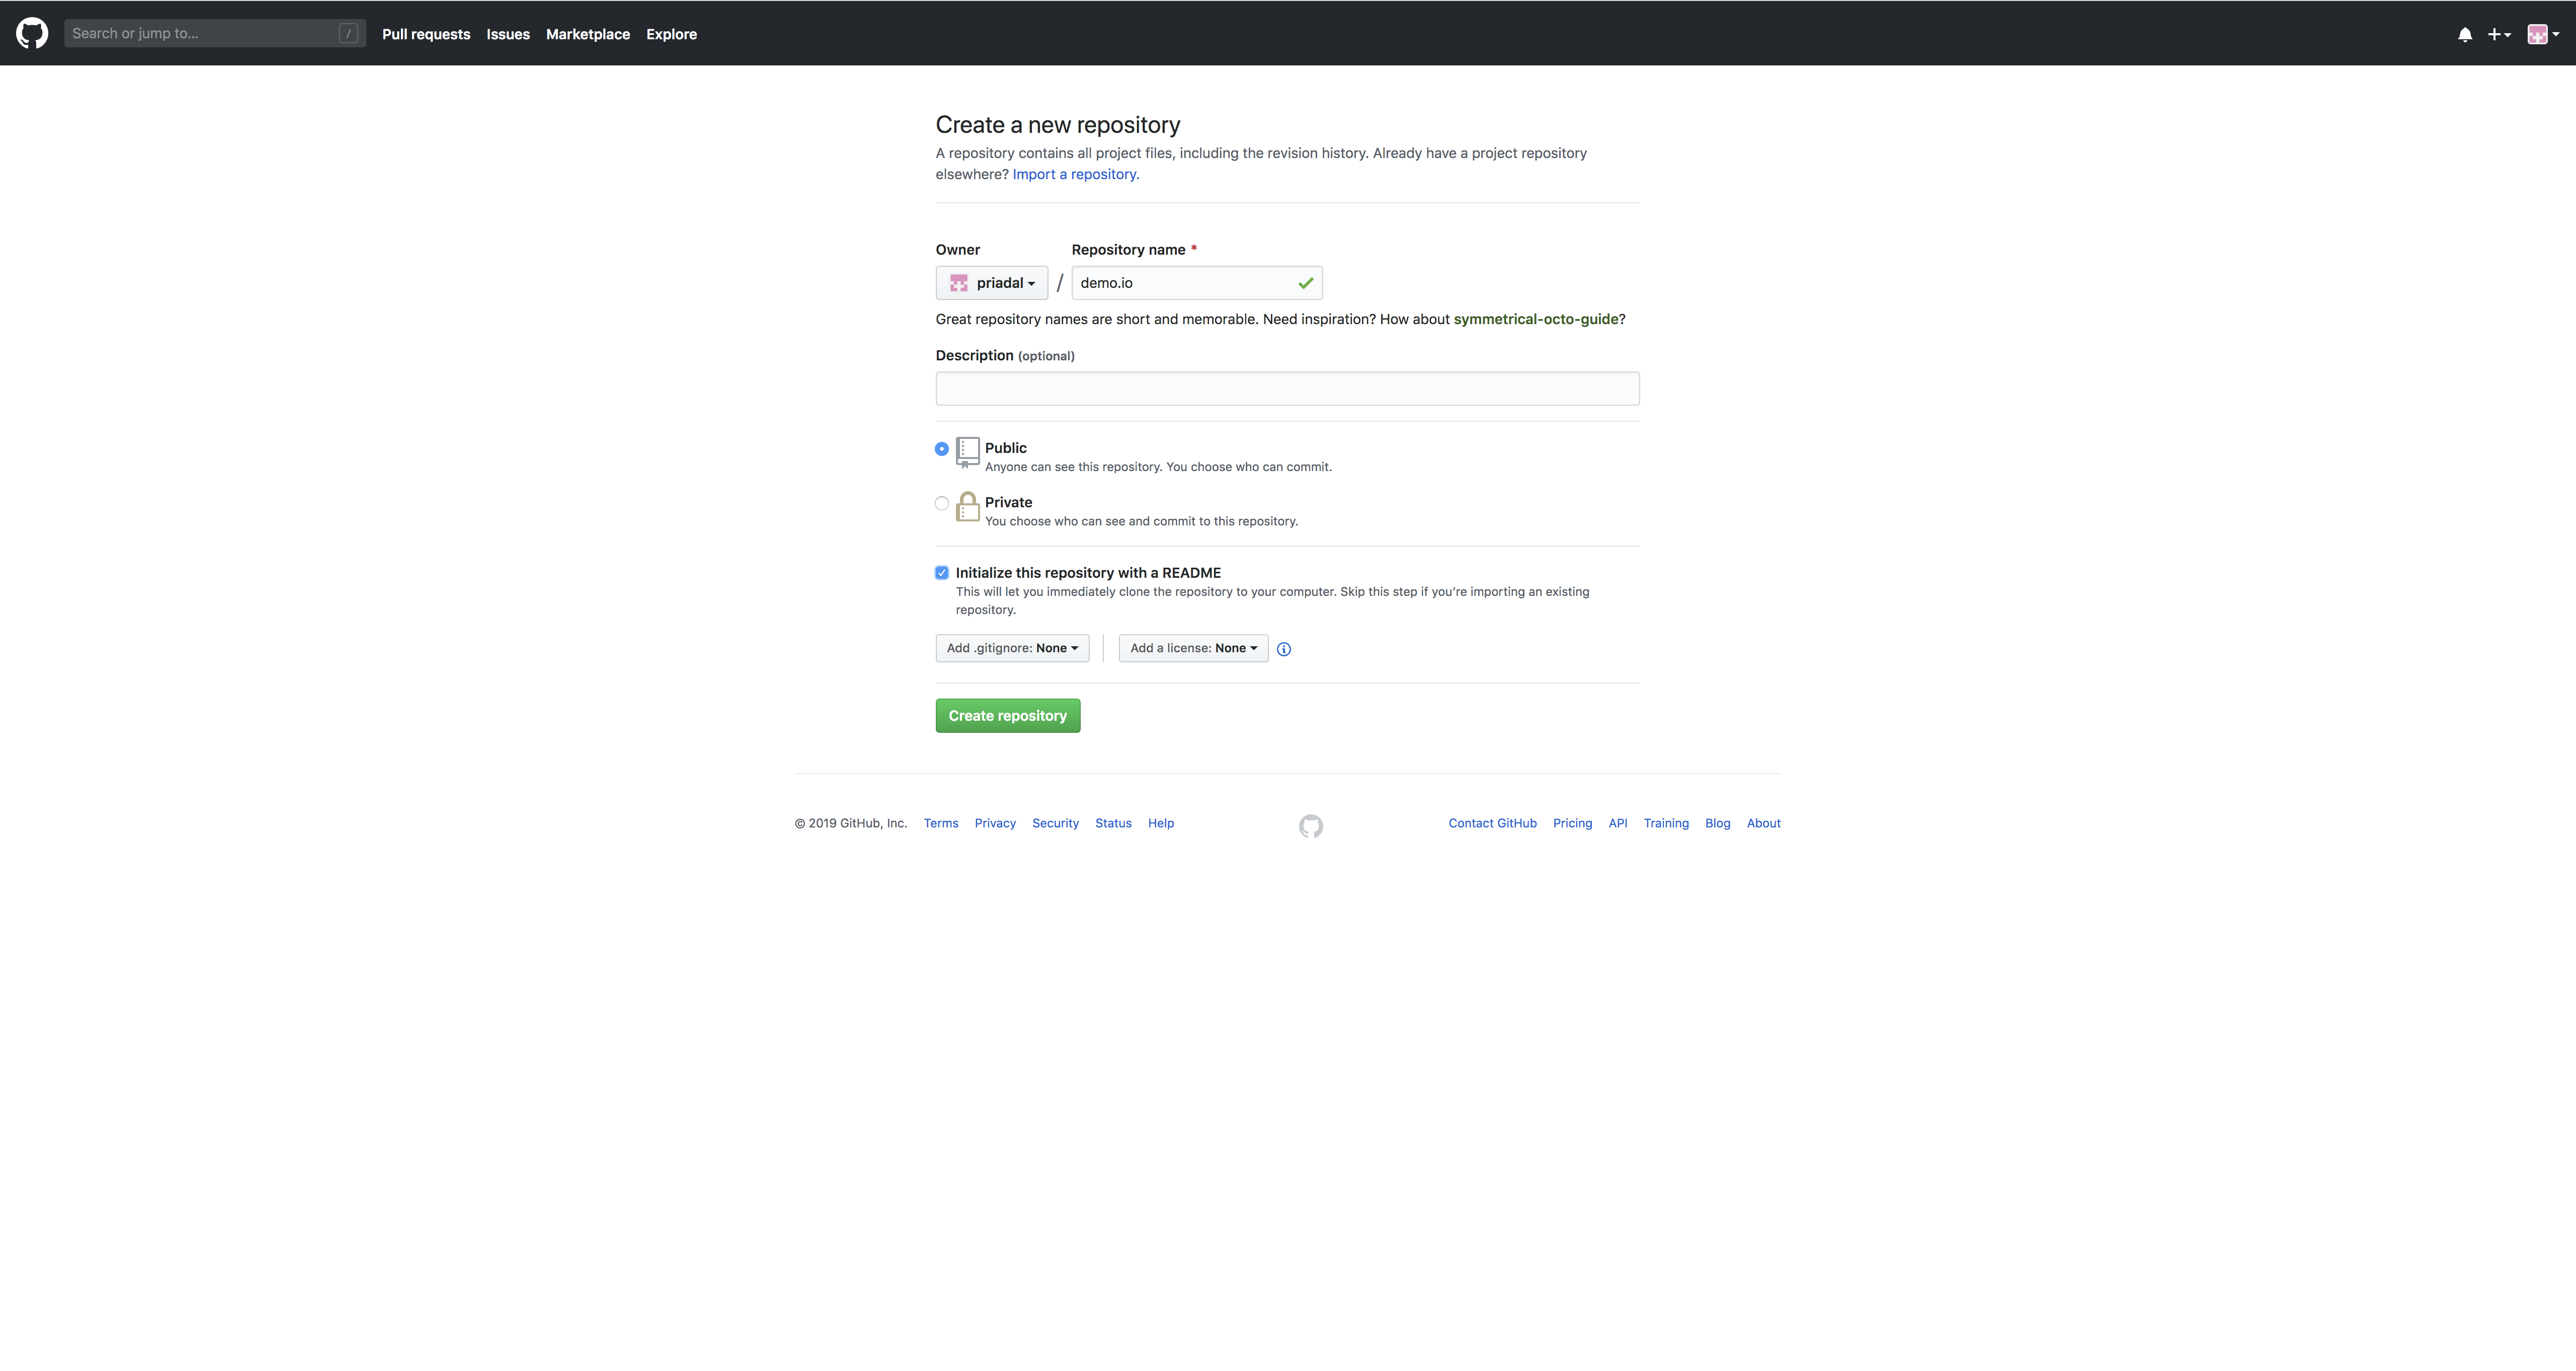 Search or jump to...
/
Pull requests
Issues
Marketplace
Explore
Create a new repository
A repository contains all project files, including the revision history. Already have a project repository
elsewhere? Import a repository.
Owner
Repository name *
priadal
/
demo.io
Great repository names are short and memorable. Need inspiration? How about symmetrical-octo-guide?
Description (optional)
Public
Anyone can see this repository. You choose who can commit.
Private
You choose who can see and commit to this repository.
Initialize this repository with a README
This will let you immediately clone the repository to your computer. Skip this step if you’re importing an existing
repository.
Add .gitignore: None
Add a license: None
Create repository
© 2019 GitHub, Inc.
Terms
Privacy
Security
Status
Help
Contact GitHub
Pricing
API
Training
Blog
About